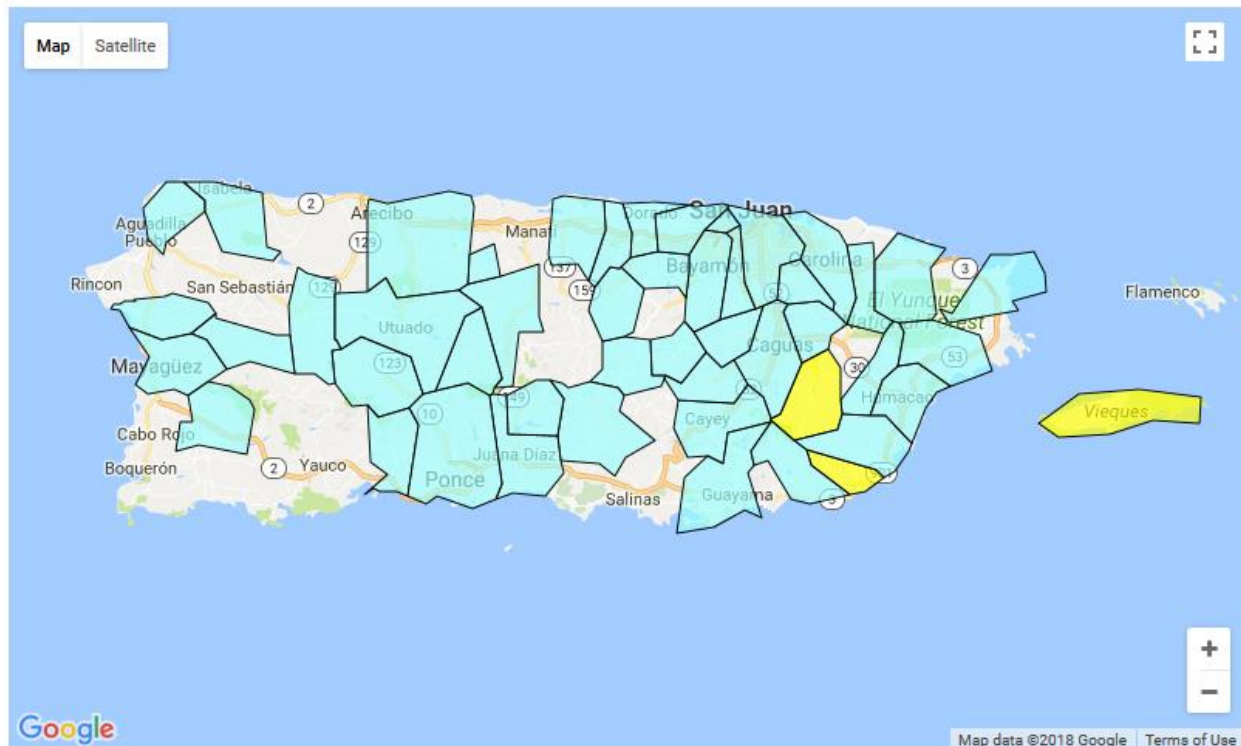 Map Satellite
Isabela
2
Arecibo
Dorado
San Juan
Aguadilla
Pueblo
129
Manatí
Bayamón
Carolina
3
137
155
52
Rincon
San Sebastián
129
Flamenco
El Yunque
National Forest
Utuado
Mayagüez
Caguas
123
30
53
Humacao
10
149
Vieques
Cabo Rojo
Cayey
Boquerón
2
Yauco
Juana Díaz
Ponce
Salinas
Guayama
3
901
+
−
Google
Map data ©2018 Google Terms of Use